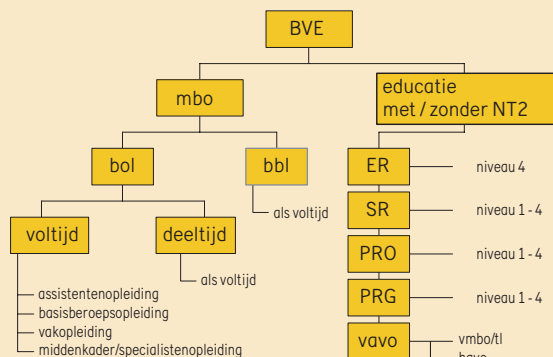 BVE
mbo
educatie
met / zonder NT2
bol
bbl
ER
niveau 4
als voltijd
SR
niveau 1 - 4
voltijd
deeltijd
PRO
niveau 1 - 4
als voltijd
assistentenopleiding
PRG
niveau 1 - 4
basisberoepsopleiding
vakopleiding
vavo
vmbo/tl
middenkader/specialistenopleiding
havo